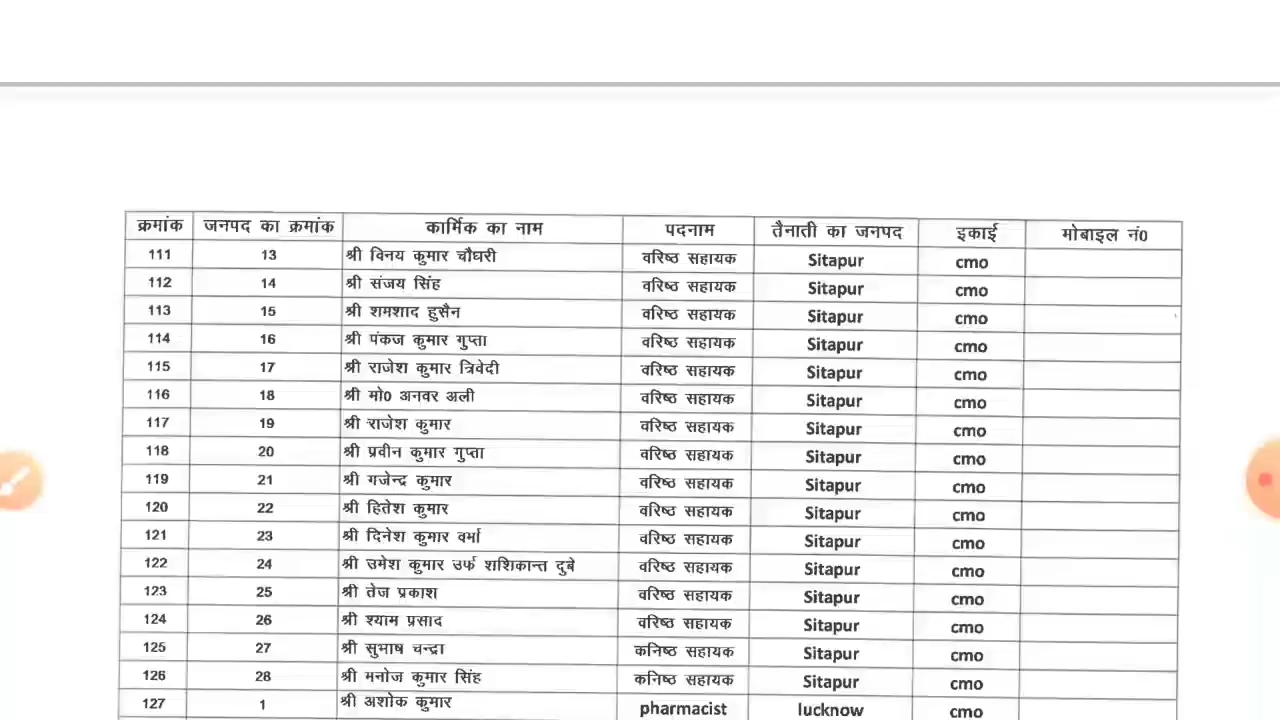 क्रमांक जनपद का क्रमांक कार्मिक का नाम पदनाम तैनाती का जनपद इकाई मोबाइल नं0
111 13 श्री विनय कुमार चौघरी वरिष्ठ सहायक Sitapur cmo
112 14 श्री संजय सिंह वरिष्ठ सहायक Sitapur cmo
113 15 श्री शमशाद हुसैन वरिष्ठ सहायक Sitapur cmo
114 16 श्री पंकज कुमार गुप्ता वरिष्ठ सहायक Sitapur cmo
115 17 श्री राजेश कुमार त्रिवेदी वरिष्ठ सहायक Sitapur cmo
116 18 श्री मो0 अनवर अली वरिष्ठ सहायक Sitapur cmo
117 19 श्री राजेश कुमार वरिष्ठ सहायक Sitapur cmo
118 20 श्री प्रवीन कुमार गुप्ता वरिष्ठ सहायक Sitapur cmo
119 21 श्री गजेन्द्र कुमार वरिष्ठ सहायक Sitapur cmo
120 22 श्री हितेश कुमार वरिष्ठ सहायक Sitapur cmo
121 23 श्री दिनेश कुमार वर्मा वरिष्ठ सहायक Sitapur cmo
122 24 श्री उमेश कुमार उर्फ शशिकान्त दुबे वरिष्ठ सहायक Sitapur cmo
123 25 श्री तेज प्रकाश वरिष्ठ सहायक Sitapur cmo
124 26 श्री श्याम प्रसाद वरिष्ठ सहायक Sitapur cmo
125 27 श्री सुभाष चन्द्रा कनिष्ठ सहायक Sitapur cmo
126 28 श्री मनोज कुमार सिंह कनिष्ठ सहायक Sitapur cmo
127 1 श्री अशोक कुमार pharmacist lucknow cmo